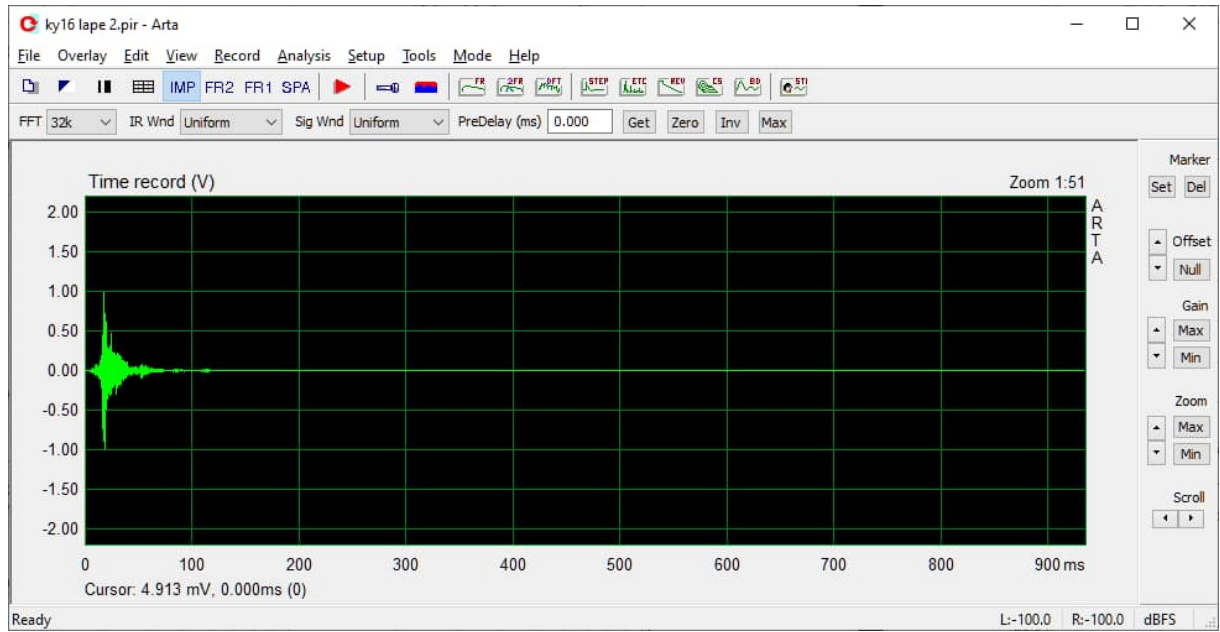 ky16 lape 2.pir - Arta
File Overlay Edit View Record Analysis Setup Tools Mode Help
IMP FR2 FR1 SPA FR 2FR DFT STEP ETC REV CS BD STI
FFT 32k IR Wnd Uniform Sig Wnd Uniform PreDelay (ms) 0.000 Get Zero Inv Max
Time record (V) Zoom 1:51
ARTA
2.00
1.50
1.00
0.50
0.00
-0.50
-1.00
-1.50
-2.00
0 100 200 300 400 500 600 700 800 900 ms
Cursor: 4.913 mV, 0.000ms (0)
Marker
Set Del
Offset
Null
Gain
Max
Min
Zoom
Max
Min
Scroll
Ready L:-100.0 R:-100.0 dBFS